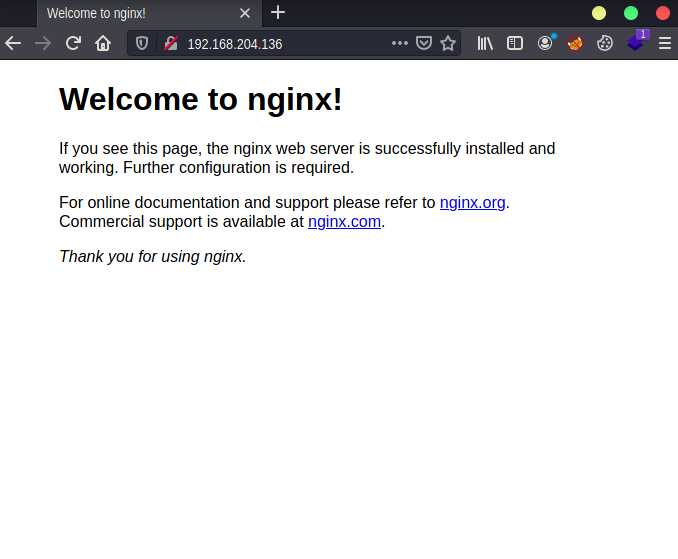 Welcome to nginx!
192.168.204.136
1
Welcome to nginx!
If you see this page, the nginx web server is successfully installed and
working. Further configuration is required.
For online documentation and support please refer to nginx.org.
Commercial support is available at nginx.com.
Thank you for using nginx.